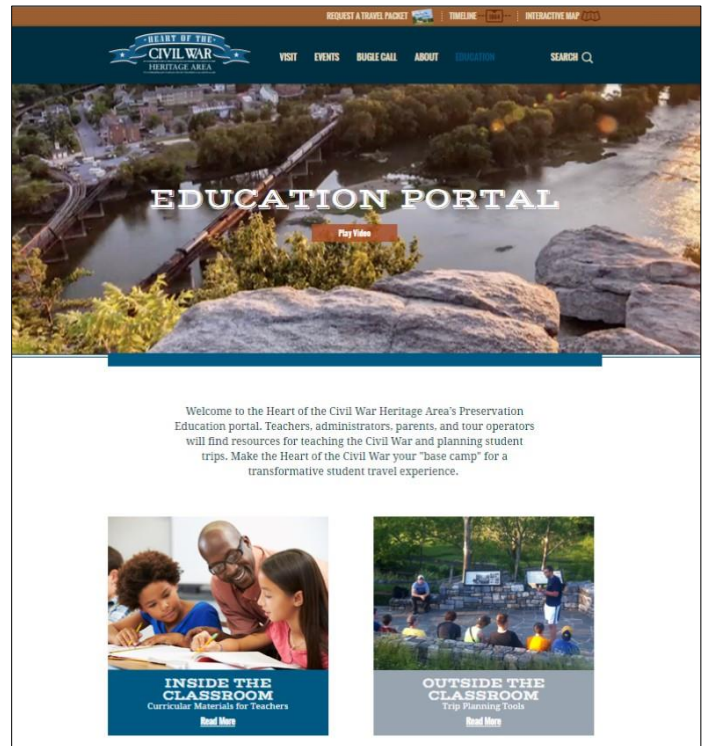 REQUEST A TRAVEL PACKET TIMELINE INTERACTIVE MAP
HEART OF THE
CIVIL WAR
HERITAGE AREA
VISIT EVENTS BUGLE CALL ABOUT EDUCATION SEARCH
EDUCATION PORTAL
Play Video
Welcome to the Heart of the Civil War Heritage Area's Preservation
Education portal. Teachers, administrators, parents, and tour operators
will find resources for teaching the Civil War and planning student
trips. Make the Heart of the Civil War your "base camp" for a
transformative student travel experience.
INSIDE THE
CLASSROOM
Curricular Materials for Teachers
Read More
OUTSIDE THE
CLASSROOM
Trip Planning Tools
Read More